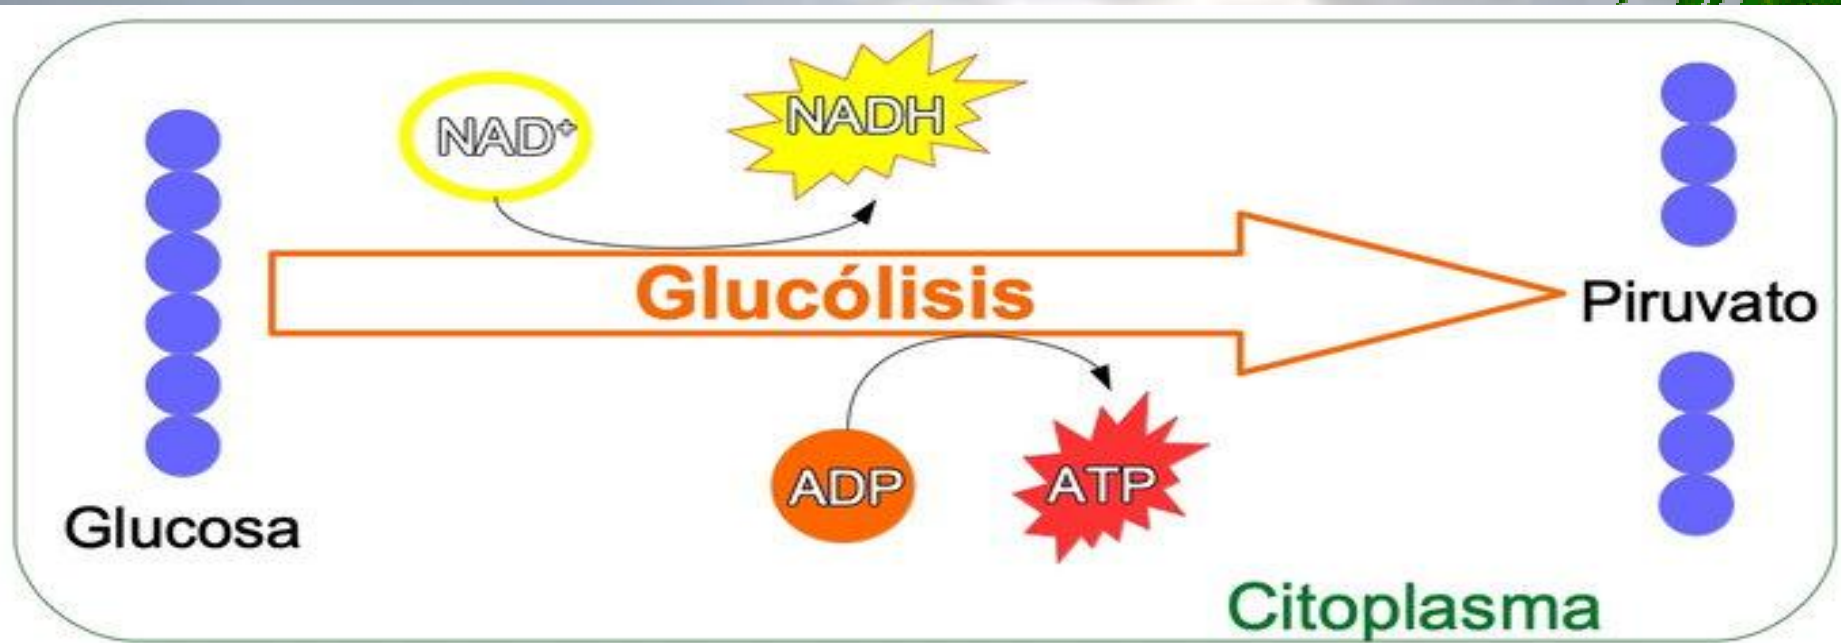 NAD⁺
NADH
Glucólisis
Piruvato
ADP
ATP
Glucosa
Citoplasma